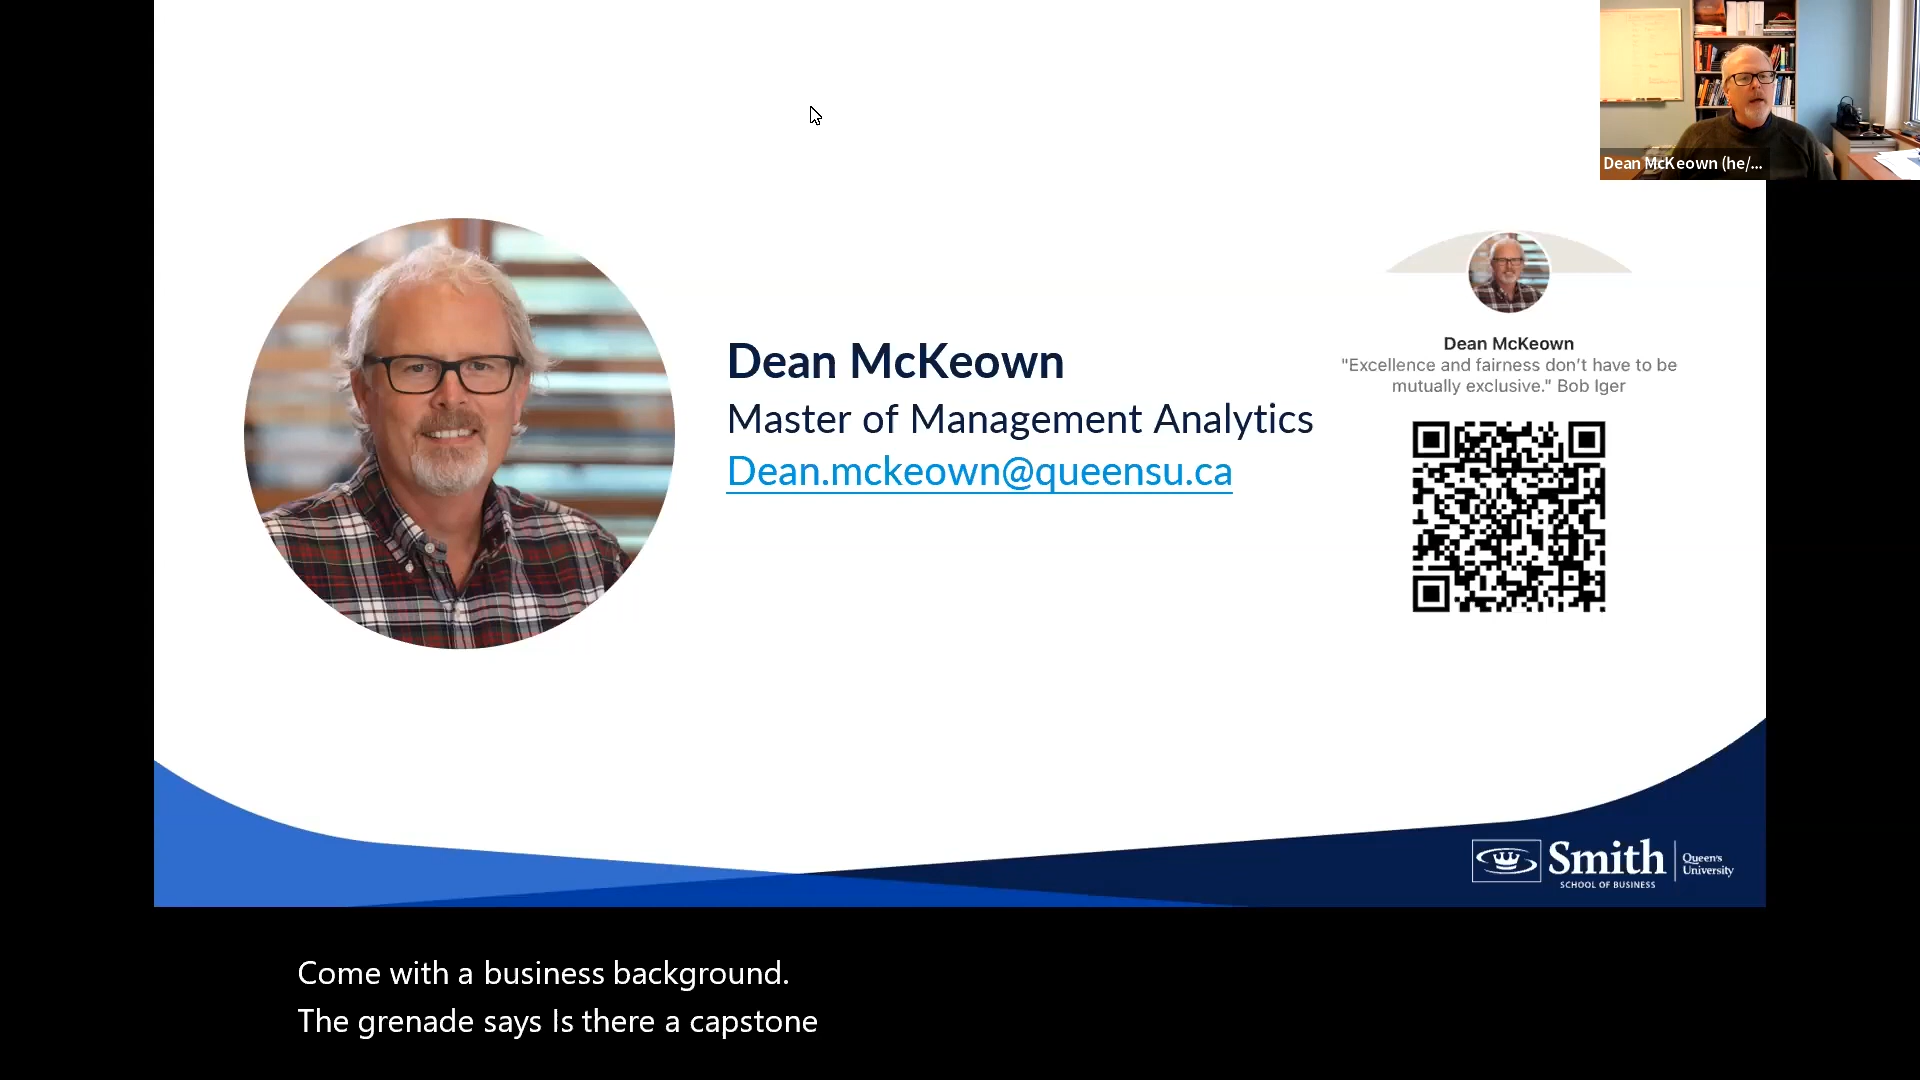 Dean McKeown (he/...
Dean McKeown
Master of Management Analytics
Dean.mckeown@queensu.ca
Dean McKeown
"Excellence and fairness don't have to be
mutually exclusive." Bob Iger
Smith
SCHOOL OF BUSINESS
Queen's
University
Come with a business background.
The grenade says Is there a capstone